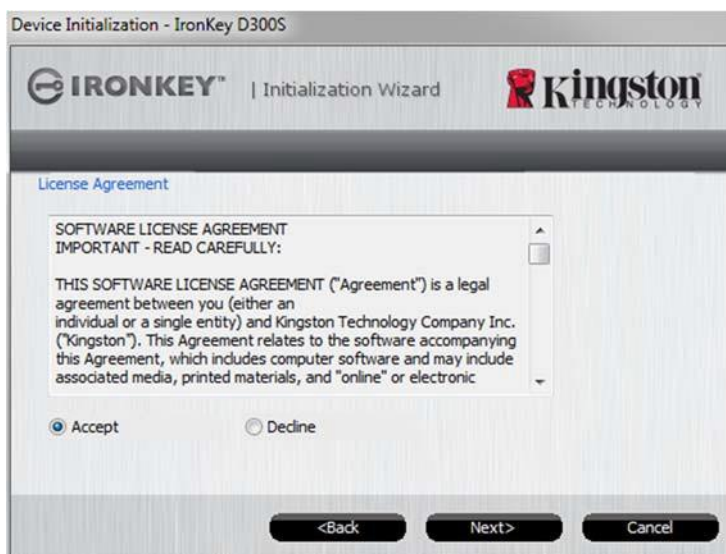 Device Initialization - IronKey D300S
IRONKEY™ | Initialization Wizard
Kingston
TECHNOLOGY
License Agreement
SOFTWARE LICENSE AGREEMENT
IMPORTANT - READ CAREFULLY:
THIS SOFTWARE LICENSE AGREEMENT ("Agreement") is a legal
agreement between you (either an
individual or a single entity) and Kingston Technology Company Inc.
("Kingston"). This Agreement relates to the software accompanying
this Agreement, which includes computer software and may include
associated media, printed materials, and "online" or electronic
Accept
Decline
<Back
Next>
Cancel